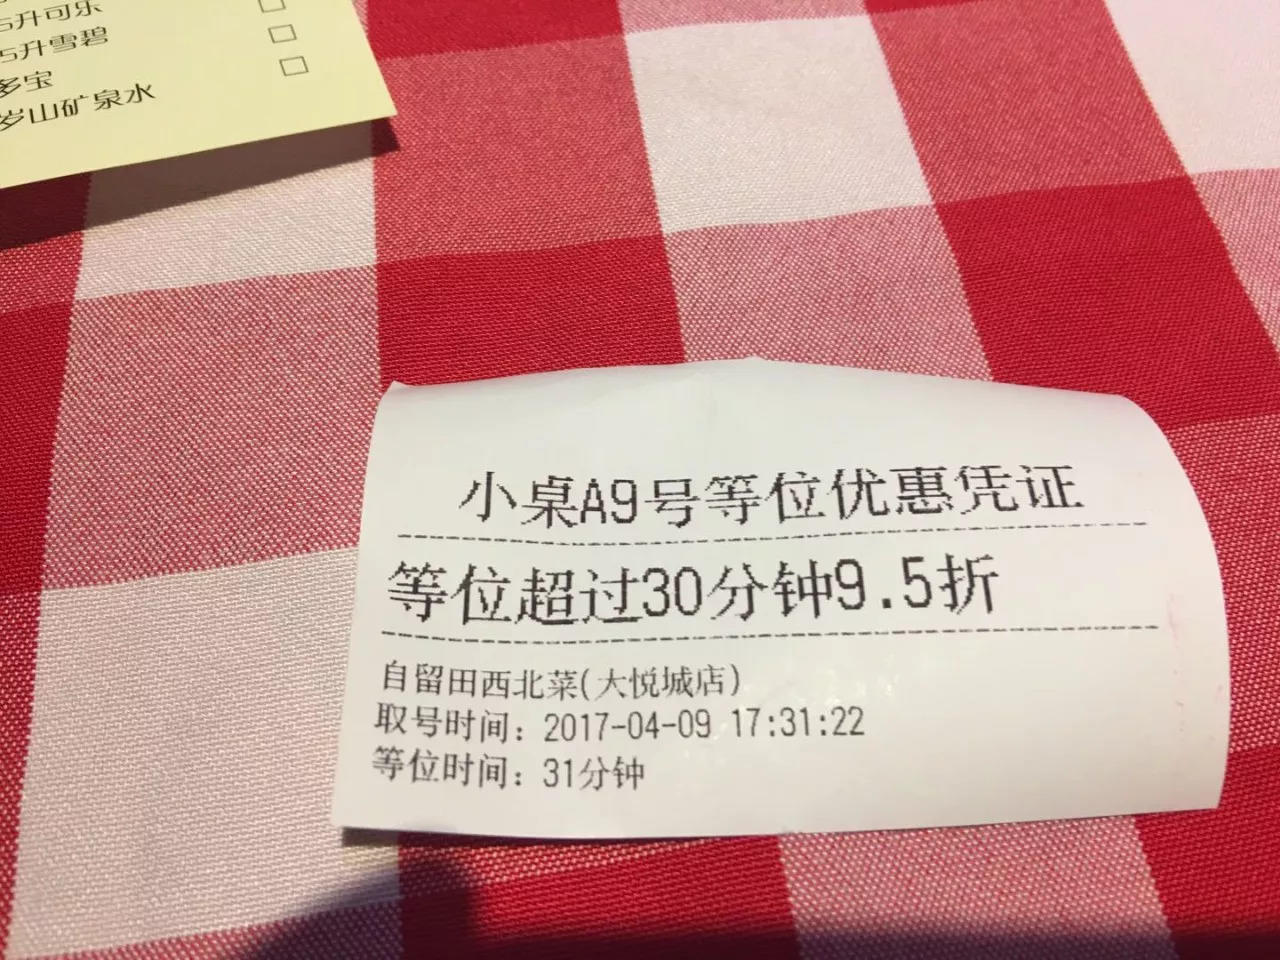 5升可乐
5升雪碧
多宝
岁山矿泉水
小桌A9号等位优惠凭证
等位超过30分钟9.5折
自留田西北菜(大悦城店)
取号时间：2017-04-09 17:31:22
等位时间：31分钟